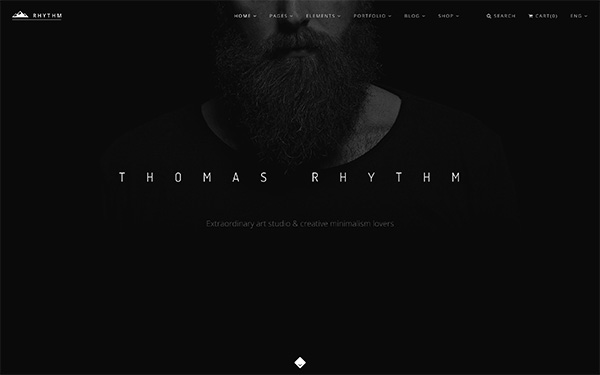 RHYTHM
HOME PAGES ELEMENTS PORTFOLIO BLOG SHOP SEARCH CART(0) ENG
THOMAS RHYTHM
Extraordinary art studio & creative minimalism lovers